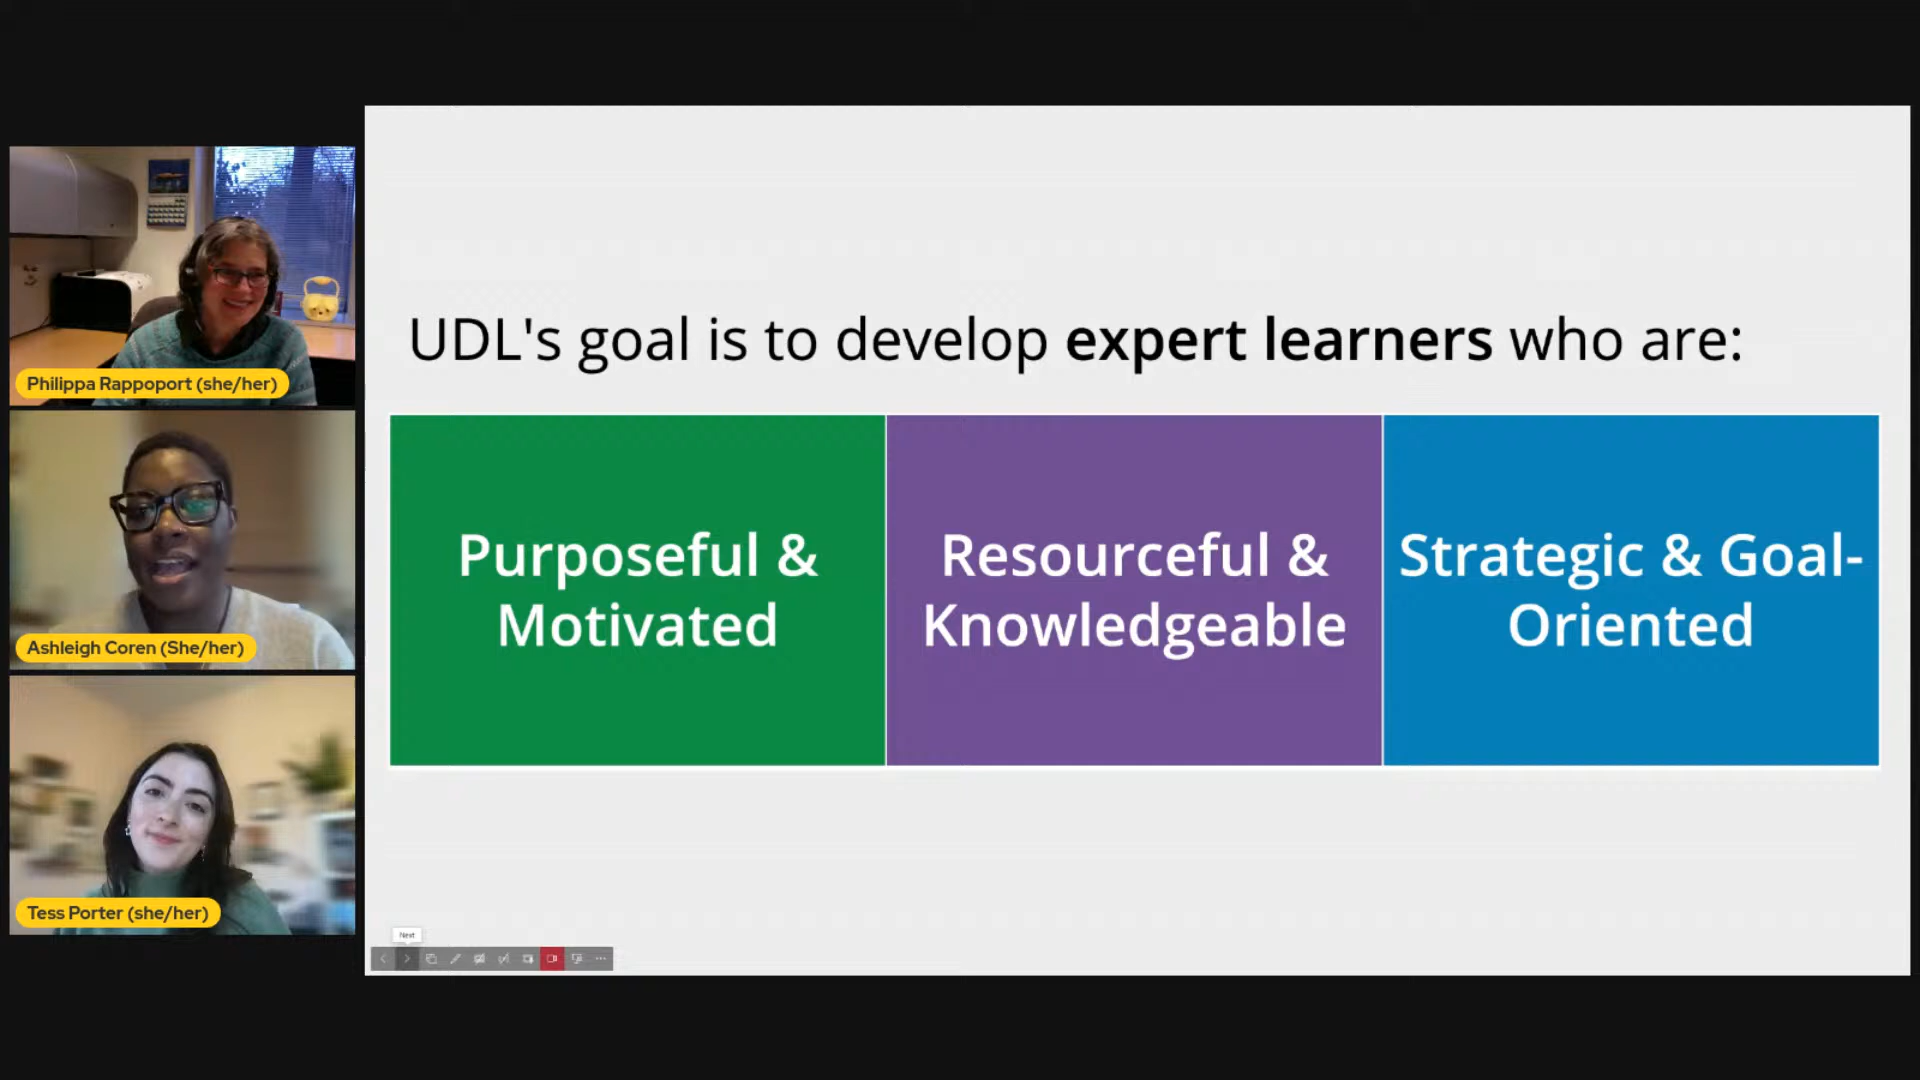 Philippa Rappoport (she/her)
Ashleigh Coren (She/her)
Tess Porter (she/her)
UDL's goal is to develop expert learners who are:
Purposeful &
Motivated
Resourceful &
Knowledgeable
Strategic & Goal-
Oriented
Next